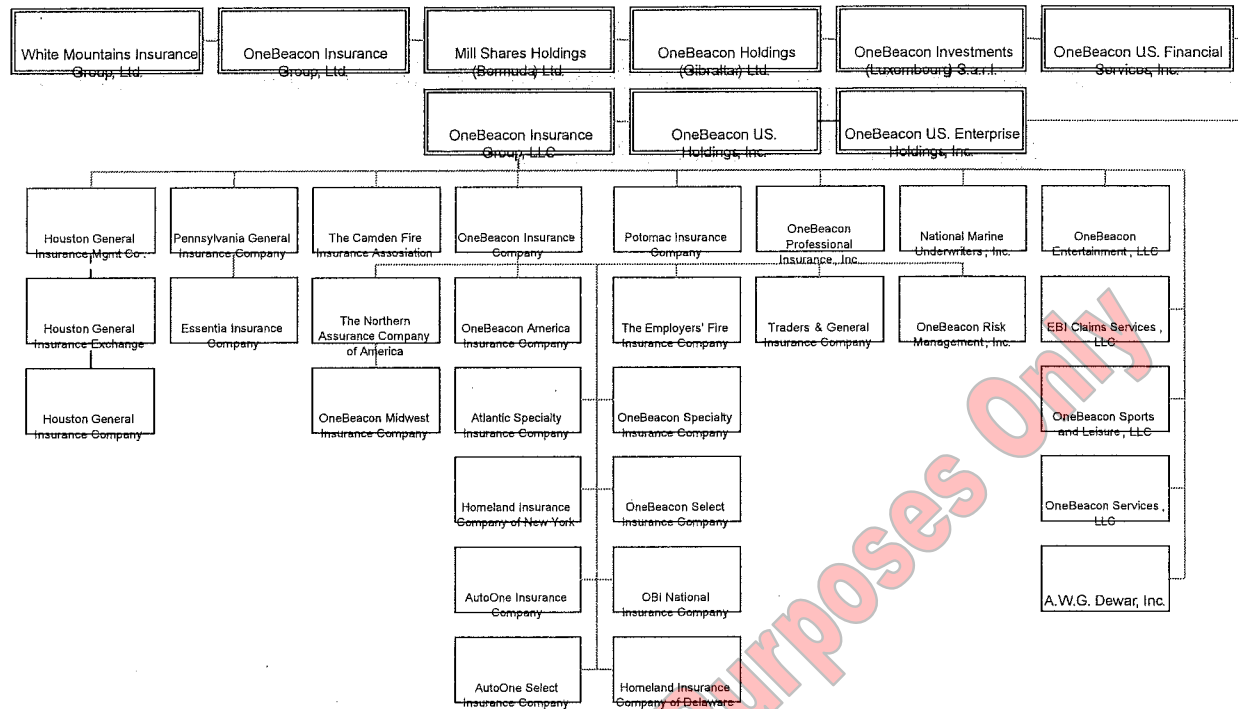 White Mountains Insurance
Group, Ltd.
OneBeacon Insurance
Group, Ltd.
Mill Shares Holdings
(Bermuda) Ltd.
OneBeacon Holdings
(Gibraltar) Ltd.
OneBeacon Investments
(Luxembourg) S.a.r.l.
OneBeacon U.S. Financial
Services, Inc.
OneBeacon Insurance
Group, LLC
OneBeacon US.
Holdings, Inc.
OneBeacon US. Enterprise
Holdings, Inc.
Houston General
Insurance Mgmt Co.
Pennsylvania General
Insurance Company
The Camden Fire
Insurance Association
OneBeacon Insurance
Company
Potomac Insurance
Company
OneBeacon
Professional
Insurance, Inc.
National Marine
Underwriters, Inc.
OneBeacon
Entertainment, LLC
Houston General
Insurance Exchange
Essentia Insurance
Company
The Northern
Assurance Company
of America
OneBeacon America
Insurance Company
The Employers' Fire
Insurance Company
Traders & General
Insurance Company
OneBeacon Risk
Management, Inc.
EBI Claims Services,
LLC
Houston General
Insurance Company
OneBeacon Midwest
Insurance Company
Atlantic Specialty
Insurance Company
OneBeacon Specialty
Insurance Company
OneBeacon Sports
and Leisure, LLC
Homeland Insurance
Company of New York
OneBeacon Select
Insurance Company
OneBeacon Services,
LLC
AutoOne Insurance
Company
OBI National
Insurance Company
A.W.G. Dewar, Inc.
AutoOne Select
Insurance Company
Homeland Insurance
Company of Delaware
Purposes Only